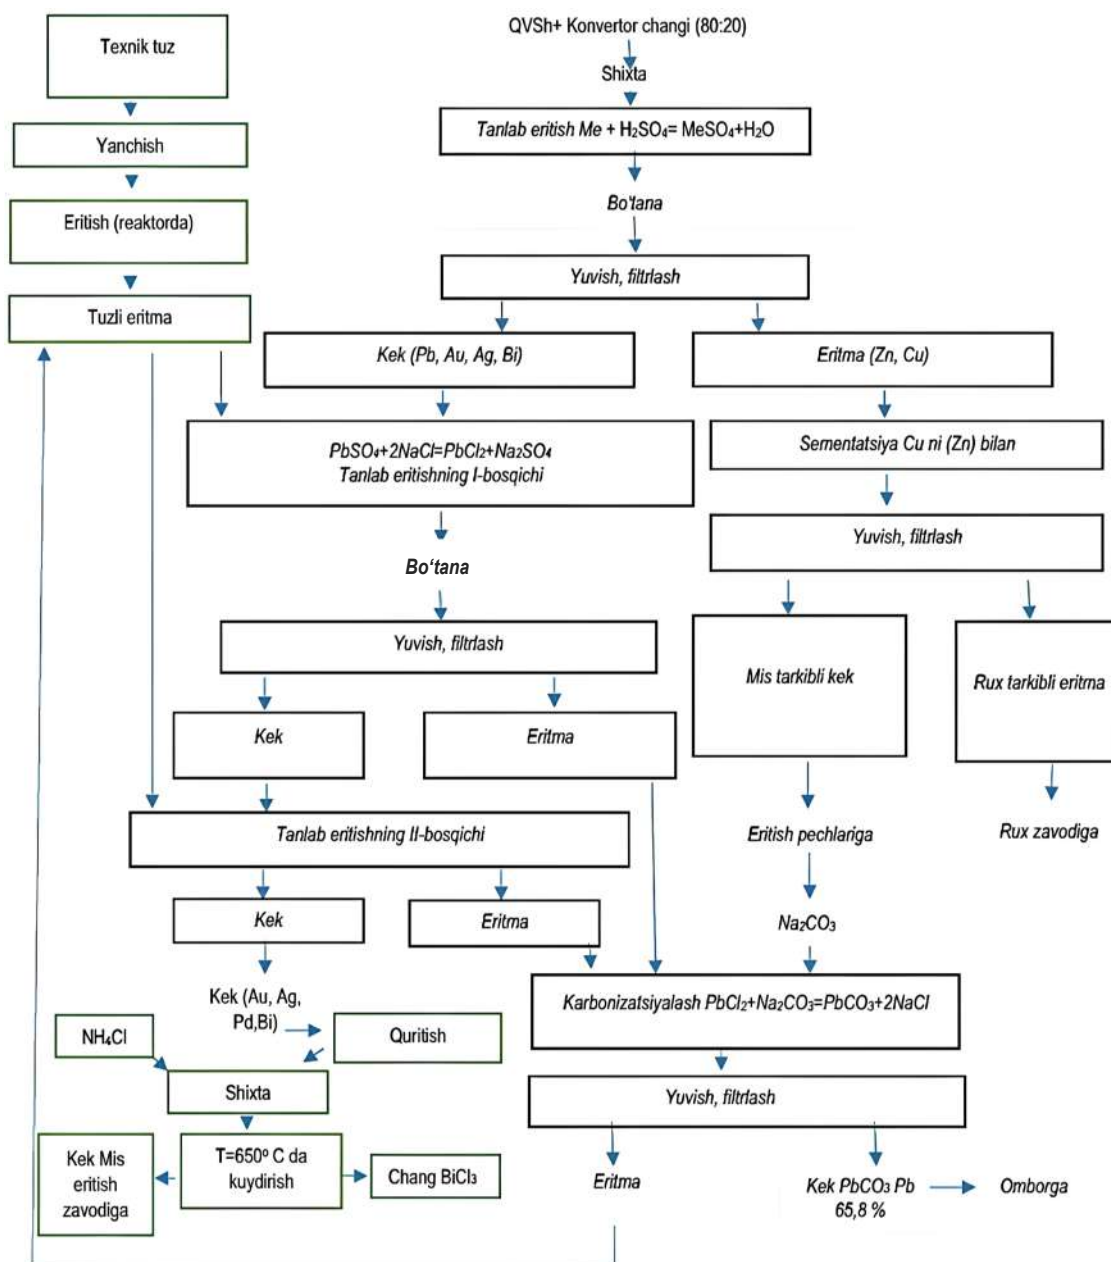 Texnik tuz
QVSh+ Konvertor changi (80:20)
Shixta
Tanlab eritish Me + H₂SO₄= MeSO₄+H₂O
Yanchish
Bo'tana
Eritish (reaktorda)
Yuvish, filtrlash
Tuzli eritma
Kek (Pb, Au, Ag, Bi)
Eritma (Zn, Cu)
PbSO₄+2NaCl=PbCl₂+Na₂SO₄
Tanlab eritishning I-bosqichi
Sementatsiya Cu ni (Zn) bilan
Yuvish, filtrlash
Bo‘tana
Yuvish, filtrlash
Mis tarkibli kek
Rux tarkibli eritma
Kek
Eritma
Tanlab eritishning II-bosqichi
Eritish pechlariga
Rux zavodiga
Kek
Eritma
Na₂CO₃
Kek (Au, Ag,
Pd,Bi)
Karbonizatsiyalash PbCl₂+Na₂CO₃=PbCO₃+2NaCl
NH₄Cl
Quritish
Shixta
Yuvish, filtrlash
Kek Mis
eritish
zavodiga
T=650⁰ C da
kuydirish
Chang BiCl₃
Eritma
Kek PbCO₃ Pb
65,8 %
Omborga